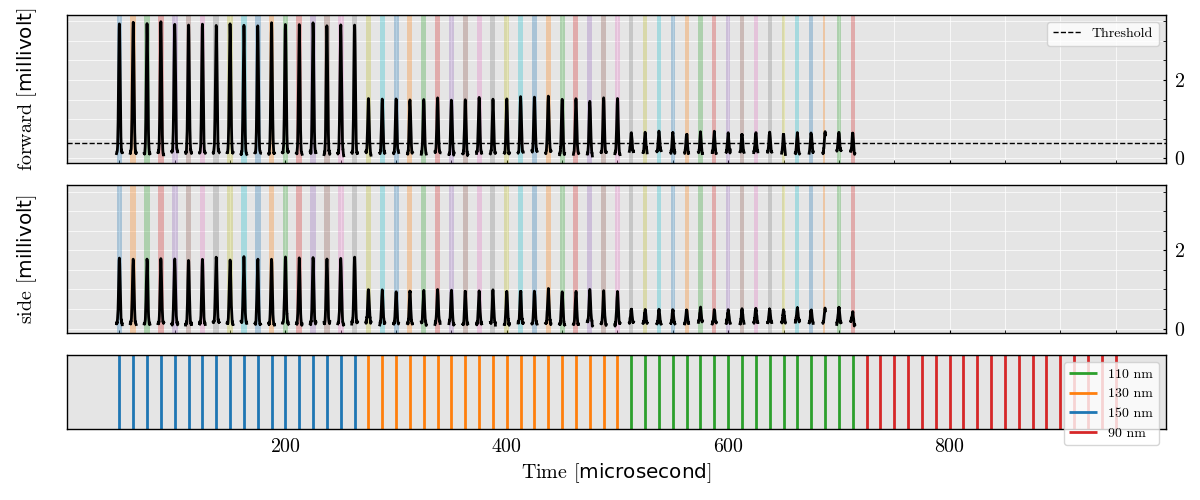 forward [millivolt]
Threshold
2
0
side [millivolt]
2
0
110 nm
130 nm
150 nm
90 nm
200
400
600
800
Time [microsecond]